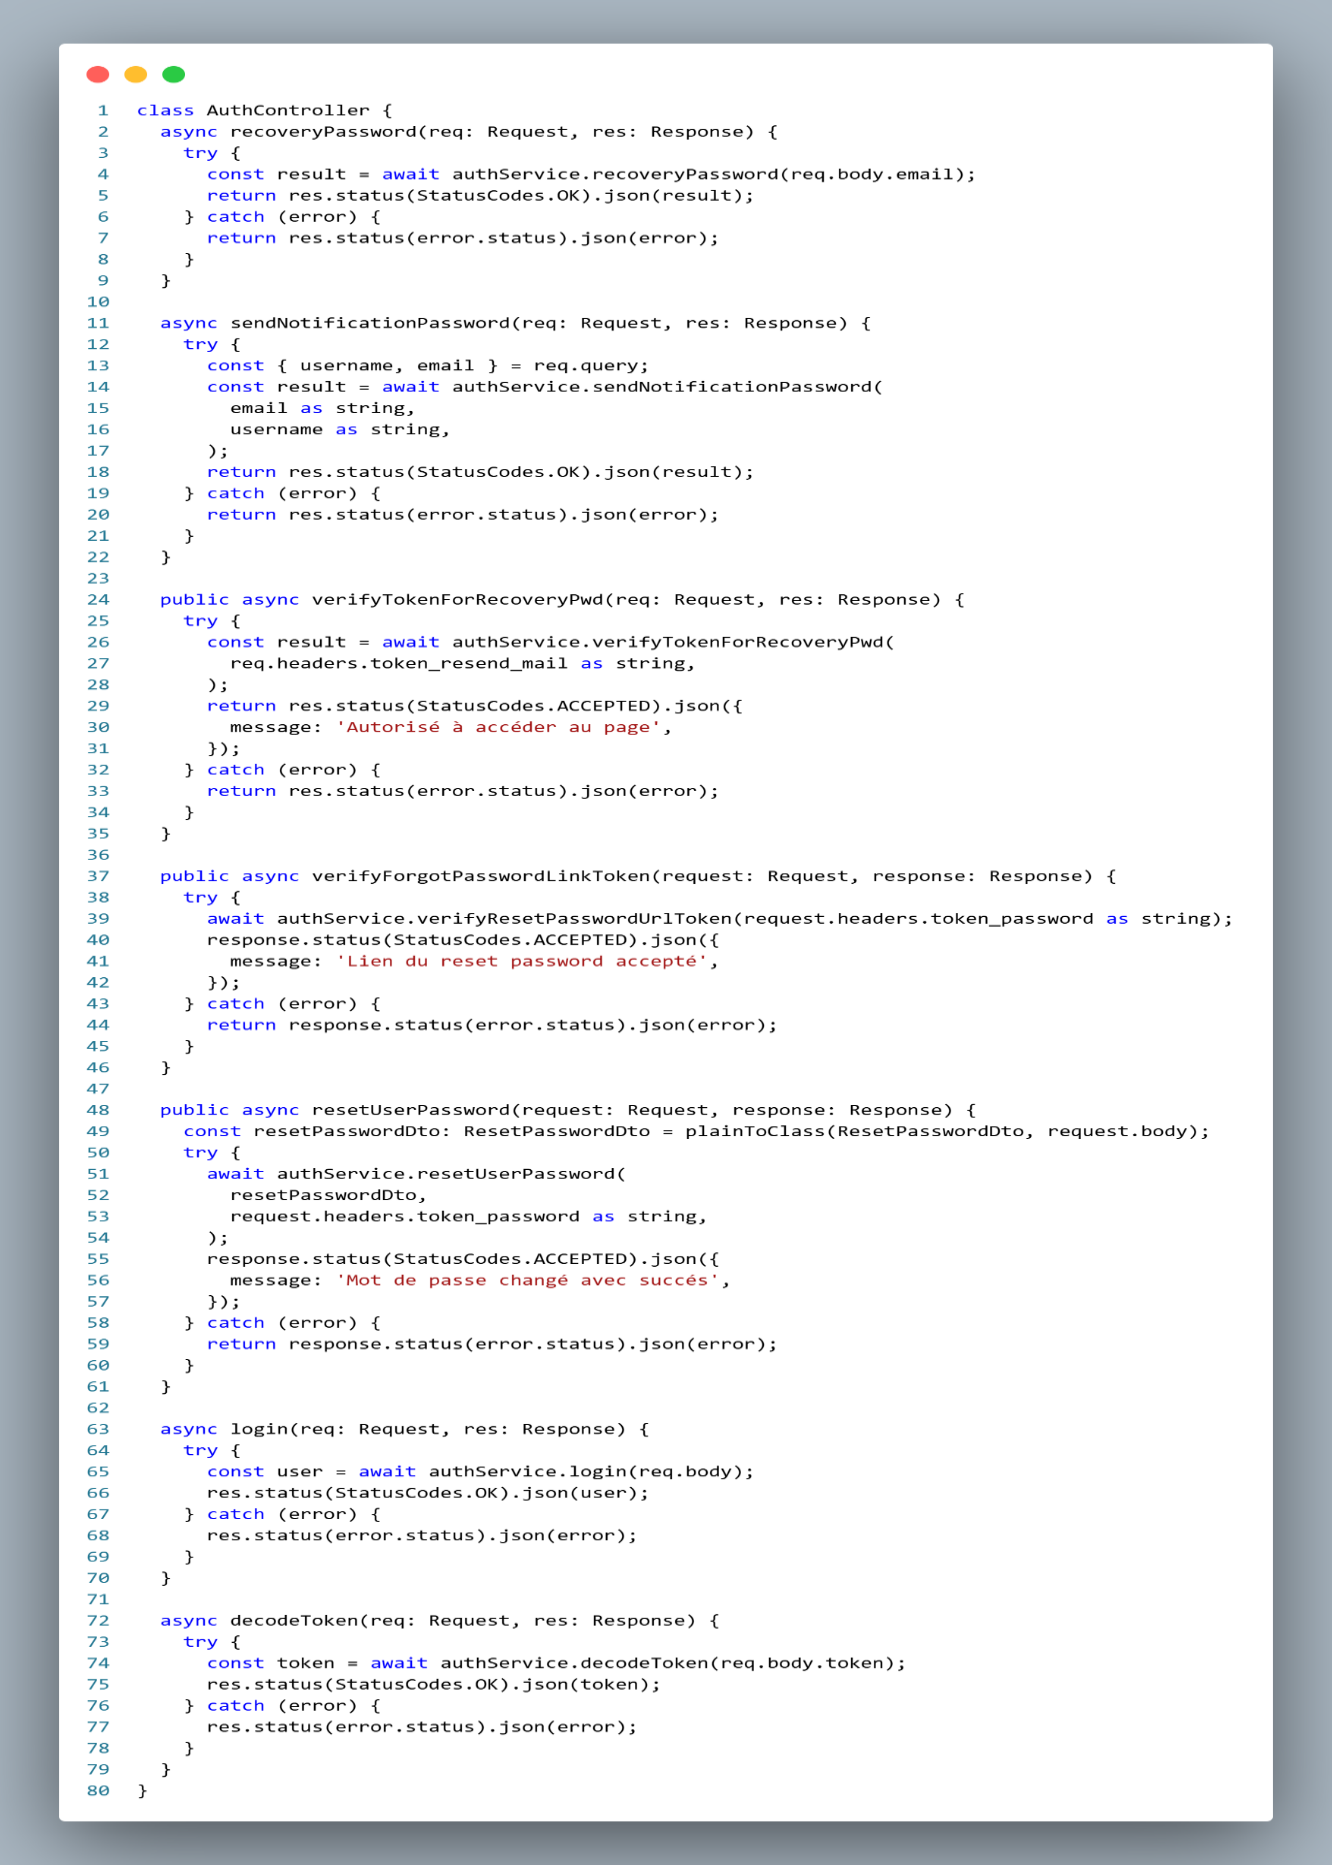 1 class AuthController {
2 async recoveryPassword(req: Request, res: Response) {
3 try {
4 const result = await authService.recoveryPassword(req.body.email);
5 return res.status(StatusCodes.OK).json(result);
6 } catch (error) {
7 return res.status(error.status).json(error);
8 }
9 }
10
11 async sendNotificationPassword(req: Request, res: Response) {
12 try {
13 const { username, email } = req.query;
14 const result = await authService.sendNotificationPassword(
15 email as string,
16 username as string,
17 );
18 return res.status(StatusCodes.OK).json(result);
19 } catch (error) {
20 return res.status(error.status).json(error);
21 }
22 }
23
24 public async verifyTokenForRecoveryPwd(req: Request, res: Response) {
25 try {
26 const result = await authService.verifyTokenForRecoveryPwd(
27 req.headers.token_resend_mail as string,
28 );
29 return res.status(StatusCodes.ACCEPTED).json({
30 message: 'Autorisé à accéder au page',
31 });
32 } catch (error) {
33 return res.status(error.status).json(error);
34 }
35 }
36
37 public async verifyForgotPasswordLinkToken(request: Request, response: Response) {
38 try {
39 await authService.verifyResetPasswordUrlToken(request.headers.token_password as string);
40 response.status(StatusCodes.ACCEPTED).json({
41 message: 'Lien du reset password accepté',
42 });
43 } catch (error) {
44 return response.status(error.status).json(error);
45 }
46 }
47
48 public async resetUserPassword(request: Request, response: Response) {
49 const resetPasswordDto: ResetPasswordDto = plainToClass(ResetPasswordDto, request.body);
50 try {
51 await authService.resetUserPassword(
52 resetPasswordDto,
53 request.headers.token_password as string,
54 );
55 response.status(StatusCodes.ACCEPTED).json({
56 message: 'Mot de passe changé avec succés',
57 });
58 } catch (error) {
59 return response.status(error.status).json(error);
60 }
61 }
62
63 async login(req: Request, res: Response) {
64 try {
65 const user = await authService.login(req.body);
66 res.status(StatusCodes.OK).json(user);
67 } catch (error) {
68 res.status(error.status).json(error);
69 }
70 }
71
72 async decodeToken(req: Request, res: Response) {
73 try {
74 const token = await authService.decodeToken(req.body.token);
75 res.status(StatusCodes.OK).json(token);
76 } catch (error) {
77 res.status(error.status).json(error);
78 }
79 }
80 }